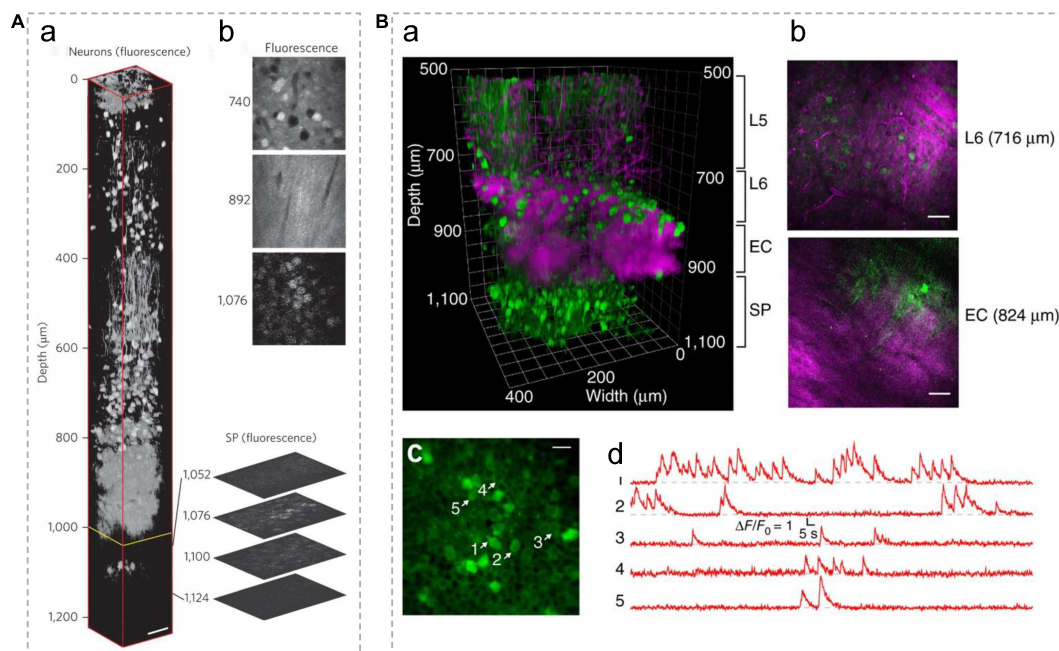 A
a
b
Neurons (fluorescence)
Fluorescence
0
200
400
600
800
1,000
1,200
Depth (μm)
740
892
1,076
SP (fluorescence)
1,052
1,076
1,100
1,124
B
a
b
500
700
900
1,100
Depth (μm)
500
700
900
1,100
0
200
400
Width (μm)
L5
L6
EC
SP
L6 (716 μm)
EC (824 μm)
C
4
5
3
1
2
d
1
2
ΔF/F0 = 1
5 s
3
4
5